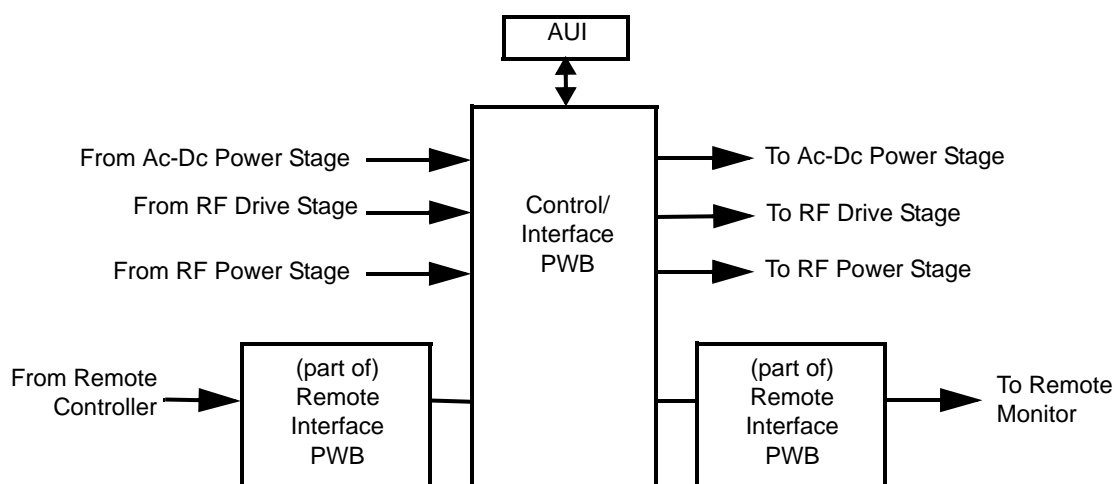 AUI
From Ac-Dc Power Stage
To Ac-Dc Power Stage
From RF Drive Stage
Control/
Interface
PWB
To RF Drive Stage
From RF Power Stage
To RF Power Stage
From Remote
Controller
(part of)
Remote
Interface
PWB
(part of)
Remote
Interface
PWB
To Remote
Monitor